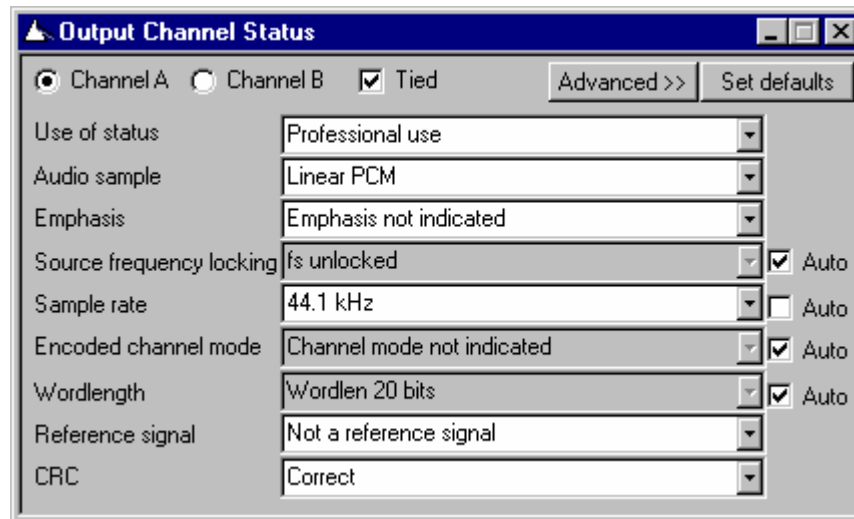 Output Channel Status
Channel A Channel B Tied Advanced >> Set defaults
Use of status Professional use
Audio sample Linear PCM
Emphasis Emphasis not indicated
Source frequency locking fs unlocked Auto
Sample rate 44.1 kHz Auto
Encoded channel mode Channel mode not indicated Auto
Wordlength Wordlen 20 bits Auto
Reference signal Not a reference signal
CRC Correct